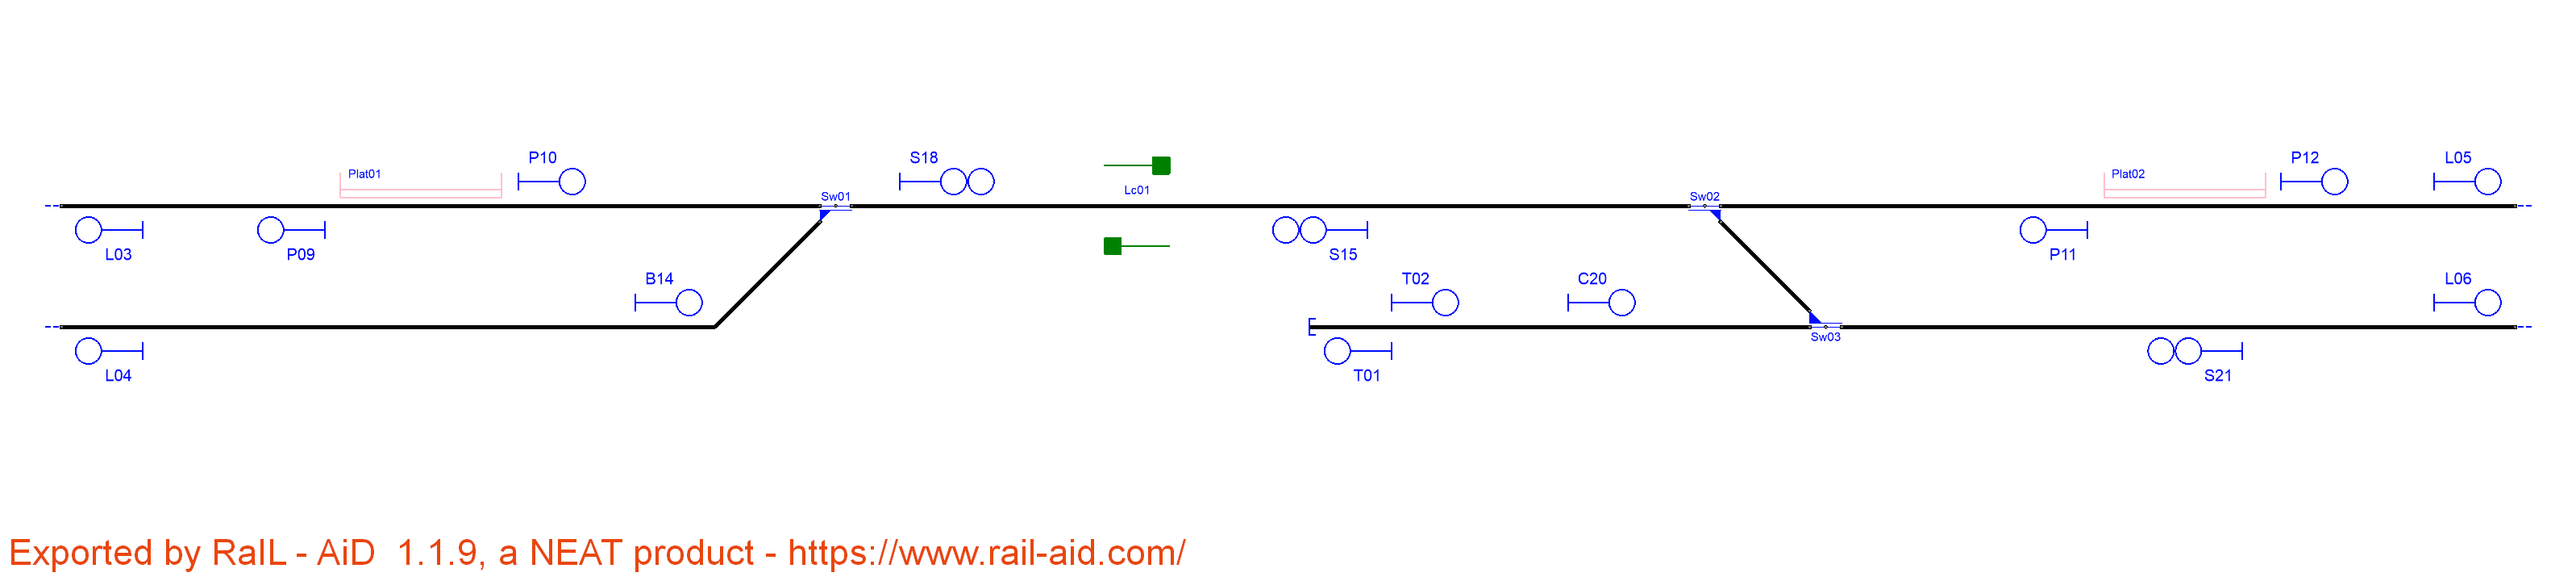 P10 S18 P12 L05
Plat01 Plat02
Lc01
Sw01 Sw02
L03 P09 S15 P11
B14 T02 C20 L06
Sw03
L04 T01 S21
Exported by RaIL - AiD 1.1.9, a NEAT product - https://www.rail-aid.com/